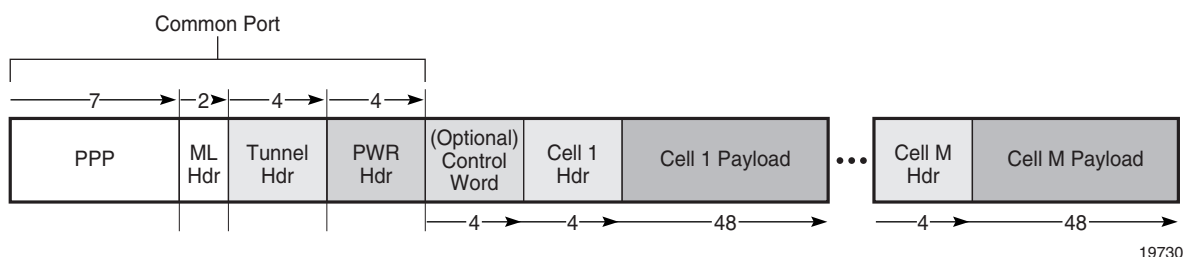 Common Port
7 2 4 4
PPP
ML
Hdr
Tunnel
Hdr
PWR
Hdr
(Optional)
Control
Word
Cell 1
Hdr
Cell 1 Payload
•••
Cell M
Hdr
Cell M Payload
4 4 48 4 48
19730